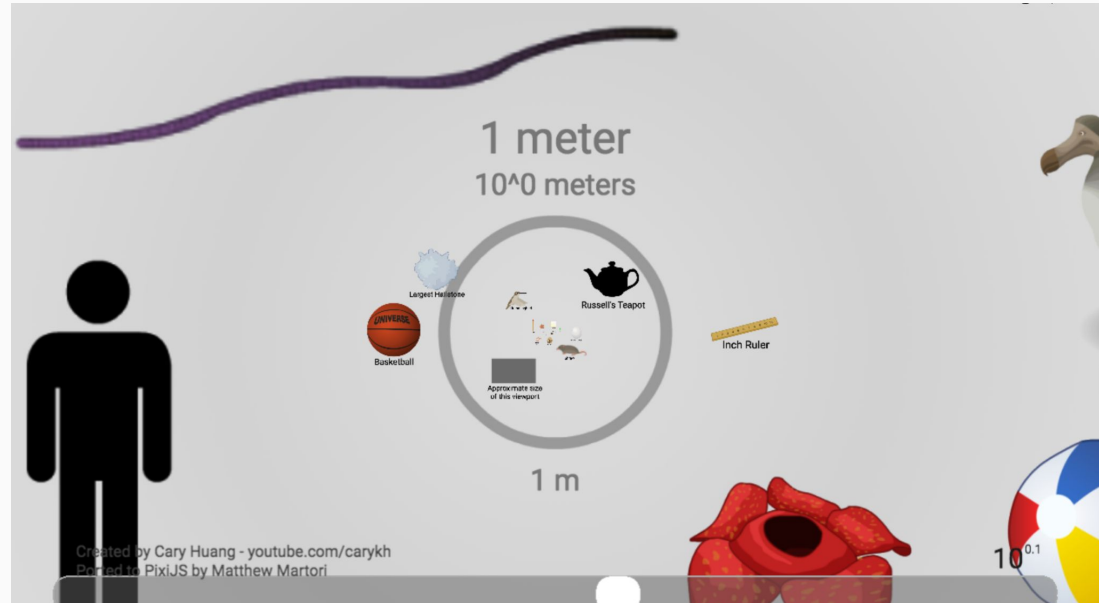 1 meter
10^0 meters
Largest Hailstone
Russell's Teapot
UNIVERSE
Basketball
Inch Ruler
Approximate size
of this viewport
1 m
Created by Cary Huang - youtube.com/carykh
Ported to PixiJS by Matthew Martori
10^0.1